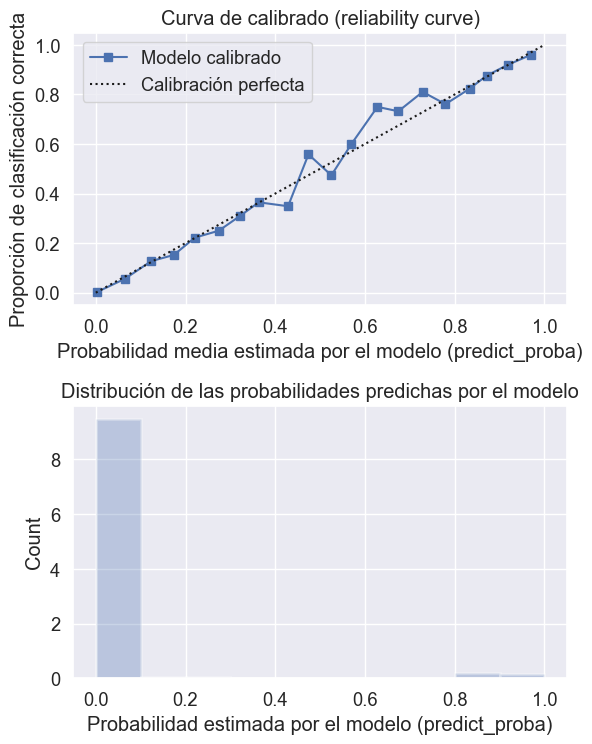 Curva de calibrado (reliability curve)
Proporción de clasificación correcta
1.0
0.8
0.6
0.4
0.2
0.0
Modelo calibrado
Calibración perfecta
0.0 0.2 0.4 0.6 0.8 1.0
Probabilidad media estimada por el modelo (predict_proba)
Distribución de las probabilidades predichas por el modelo
Count
8
6
4
2
0
0.0 0.2 0.4 0.6 0.8 1.0
Probabilidad estimada por el modelo (predict_proba)